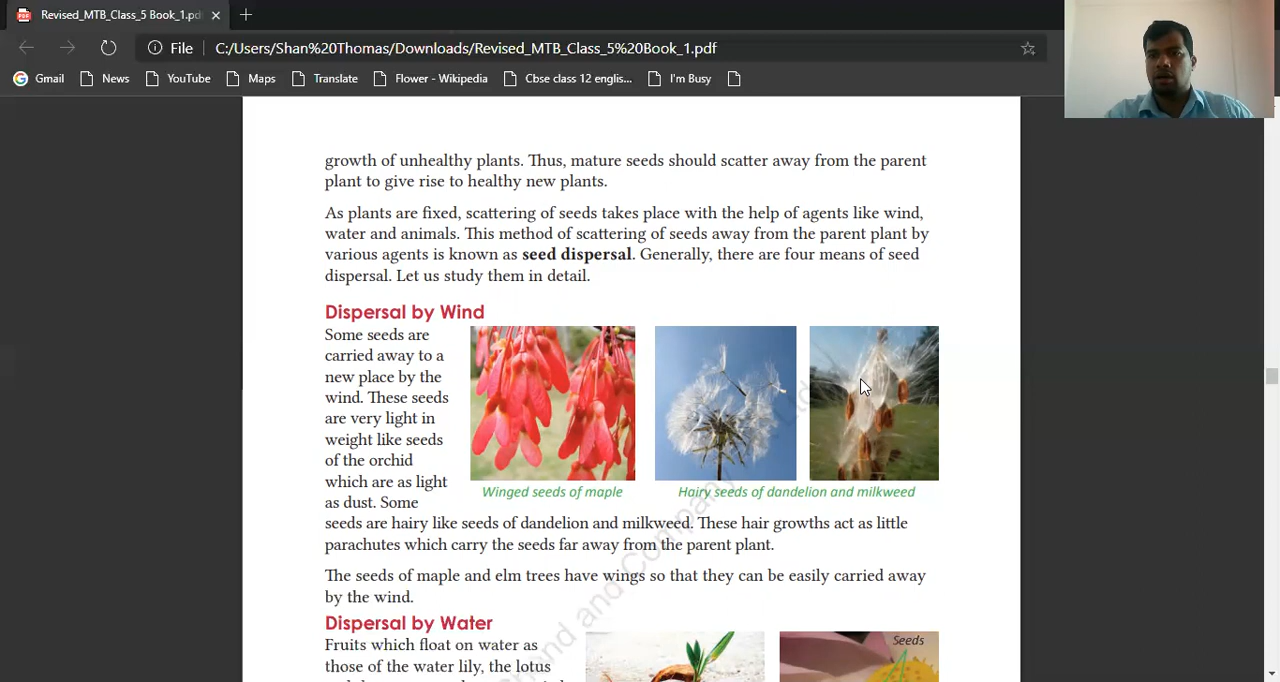 Revised_MTB_Class_5 Book_1.pdf
File C:/Users/Shan%20Thomas/Downloads/Revised_MTB_Class_5%20Book_1.pdf
Gmail News YouTube Maps Translate Flower - Wikipedia Cbse class 12 englis... I'm Busy
growth of unhealthy plants. Thus, mature seeds should scatter away from the parent
plant to give rise to healthy new plants.
As plants are fixed, scattering of seeds takes place with the help of agents like wind,
water and animals. This method of scattering of seeds away from the parent plant by
various agents is known as seed dispersal. Generally, there are four means of seed
dispersal. Let us study them in detail.
Dispersal by Wind
Some seeds are
carried away to a
new place by the
wind. These seeds
are very light in
weight like seeds
of the orchid
which are as light
as dust. Some
Winged seeds of maple
Hairy seeds of dandelion and milkweed
seeds are hairy like seeds of dandelion and milkweed. These hair growths act as little
parachutes which carry the seeds far away from the parent plant.
The seeds of maple and elm trees have wings so that they can be easily carried away
by the wind.
Dispersal by Water
Fruits which float on water as
those of the water lily, the lotus
Seeds
and Company Ltd